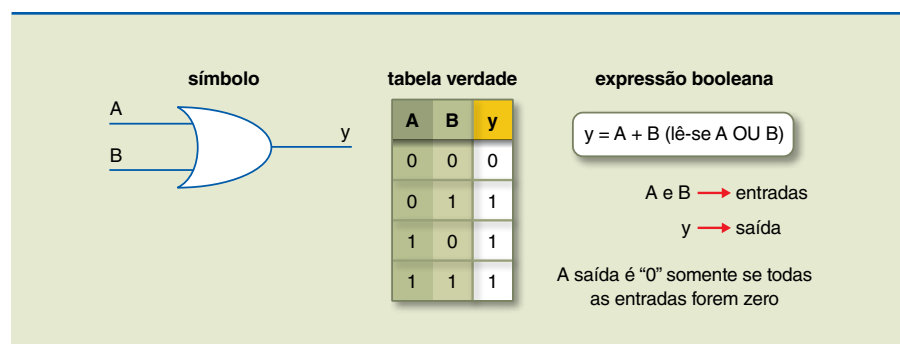 símbolo
A
B
y
tabela verdade
A B y
0 0 0
0 1 1
1 0 1
1 1 1
expressão booleana
y = A + B (lê-se A OU B)
A e B → entradas
y → saída
A saída é “0” somente se todas
as entradas forem zero